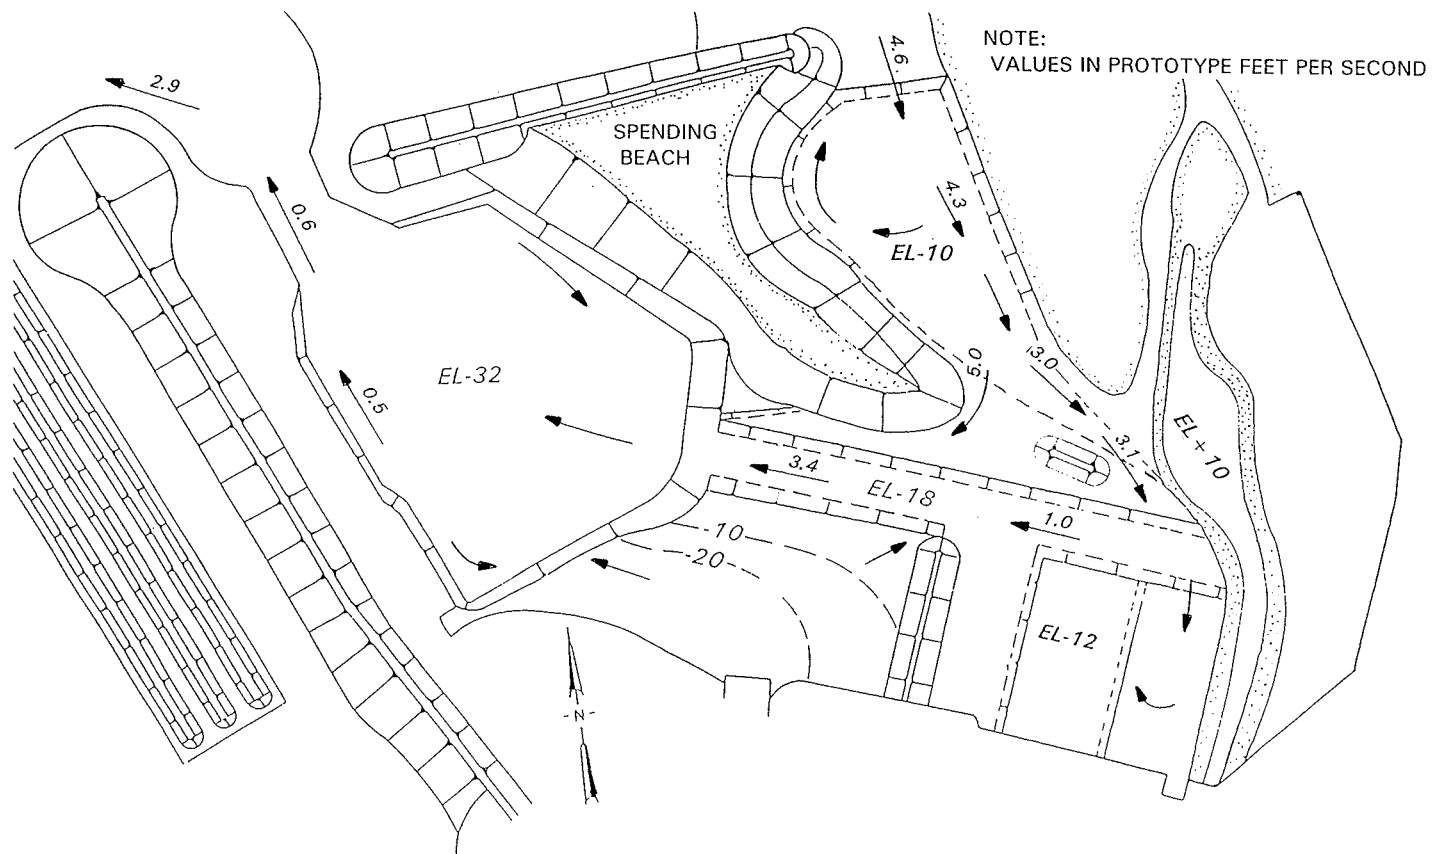 NOTE:
VALUES IN PROTOTYPE FEET PER SECOND
4.6
2.9
SPENDING
BEACH
4.3
0.6
EL-10
5.0
3.0
EL-32
0.5
EL+10
3.1
3.4
EL-18
1.0
-10
-20
EL-12
-N-